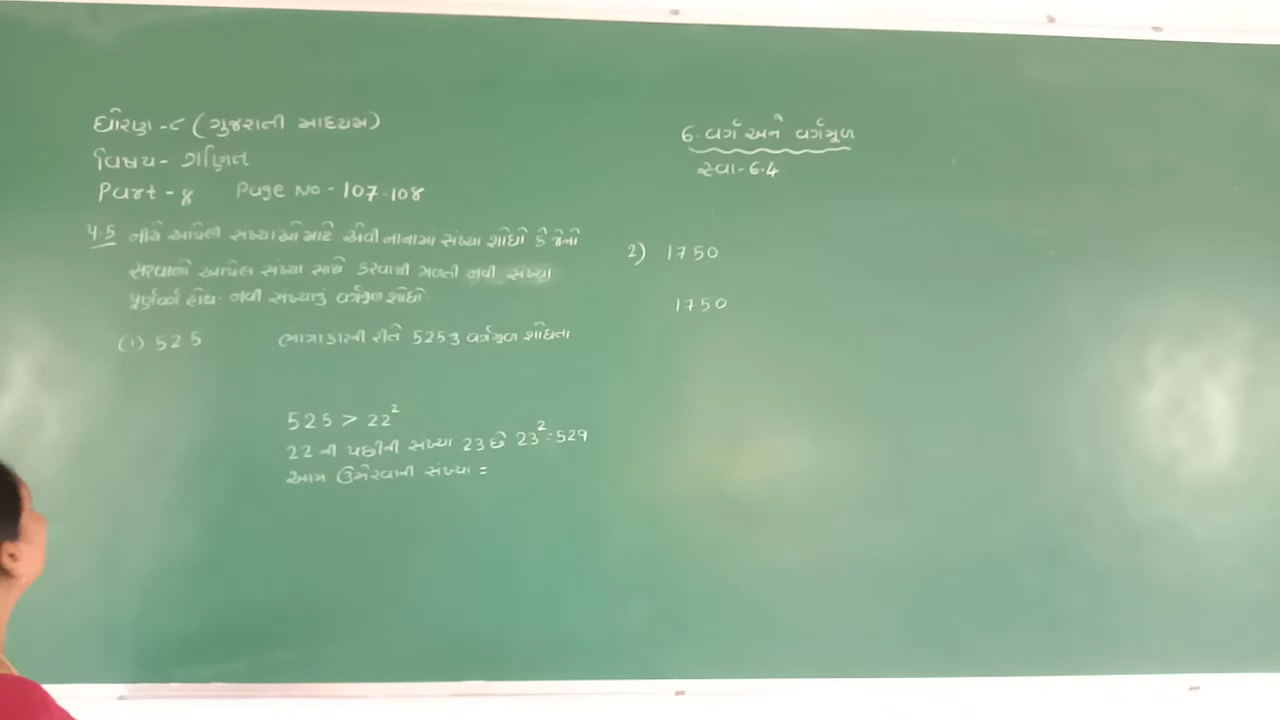 ધોરણ - ૮ (ગુજરાતી માધ્યમ)
વિષય - ગણિત
Part - 8 Page No - 107-108
પ્ર.5 નીચે આપેલી સંખ્યાઓ માટે એવી નાનામાં સંખ્યા શોધો કે જેનો
સરવાળો આપેલ સંખ્યા સાથે કરવાથી મળતી નવી સંખ્યા
પૂર્ણવર્ગ હોય. નવી સંખ્યાનું વર્ગમૂળ શોધો
(1) 525 ભાગાકારની રીતે 525નું વર્ગમૂળ શોધતા
525 > 22²
22 ની પછીની સંખ્યા 23 છે 23² = 529
આમ ઉમેરવાની સંખ્યા =
6. વર્ગ અને વર્ગમૂળ
સ્વા - 6.4
2) 1750
1750